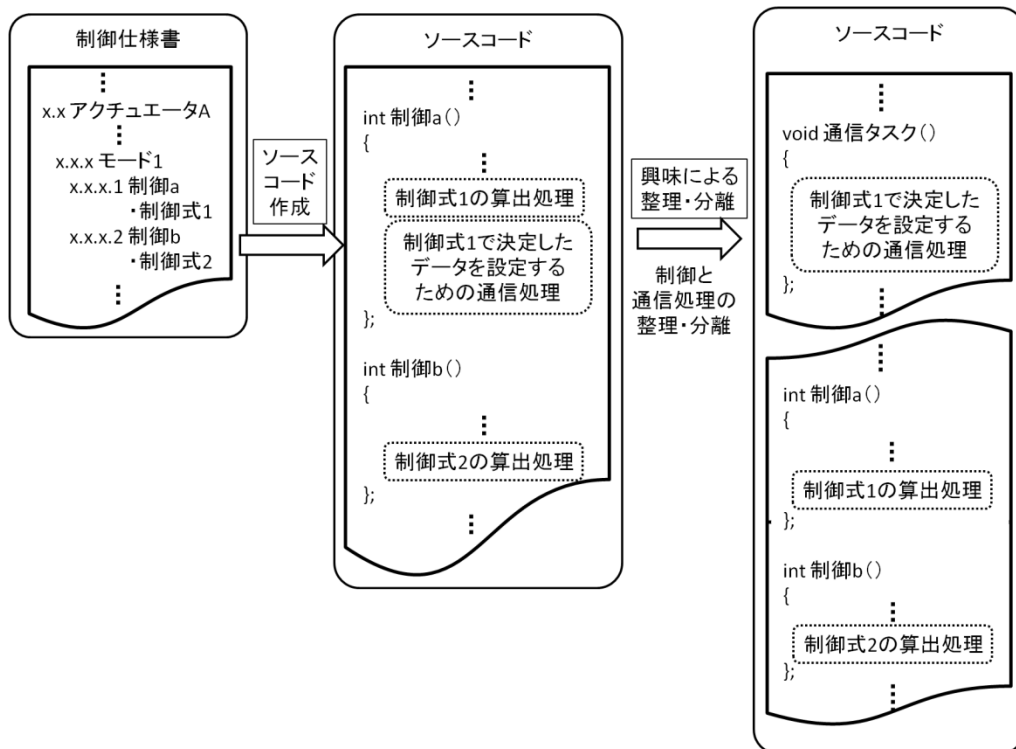 制御仕様書
x.x アクチュエータA
x.x.x モード1
x.x.x.1 制御a
・制御式1
x.x.x.2 制御b
・制御式2
ソース
コード
作成
ソースコード
int 制御a()
{
制御式1の算出処理
制御式1で決定した
データを設定する
ための通信処理
};
int 制御b()
{
制御式2の算出処理
};
興味による
整理・分離
制御と
通信処理の
整理・分離
ソースコード
void 通信タスク()
{
制御式1で決定した
データを設定する
ための通信処理
};
int 制御a()
{
制御式1の算出処理
};
int 制御b()
{
制御式2の算出処理
};